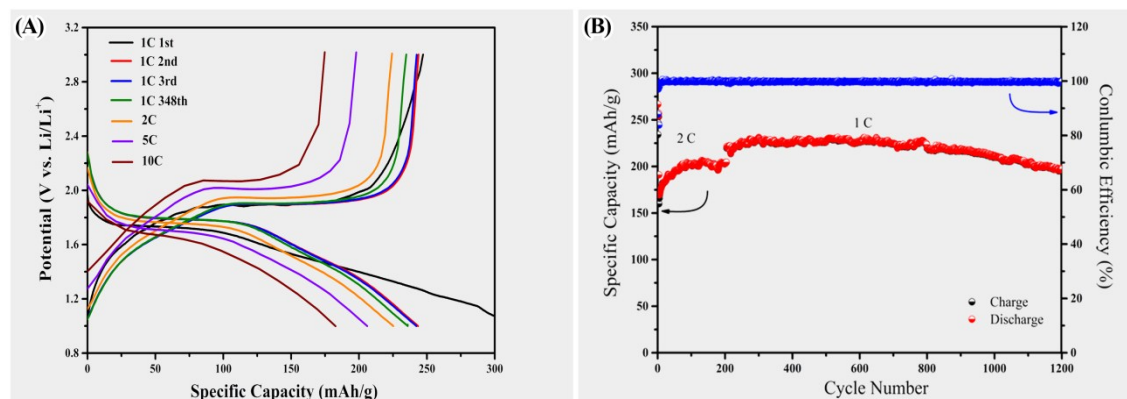 (A)
Potential (V vs. Li/Li⁺)
3.2
2.8
2.4
2.0
1.6
1.2
0.8
1C 1st
1C 2nd
1C 3rd
1C 348th
2C
5C
10C
0 50 100 150 200 250 300
Specific Capacity (mAh/g)
(B)
Specific Capacity (mAh/g)
350
300
250
200
150
100
50
0
2 C
1 C
Charge
Discharge
120
100
80
60
40
20
0
Conlumbic Efficiency (%)
0 200 400 600 800 1000 1200
Cycle Number